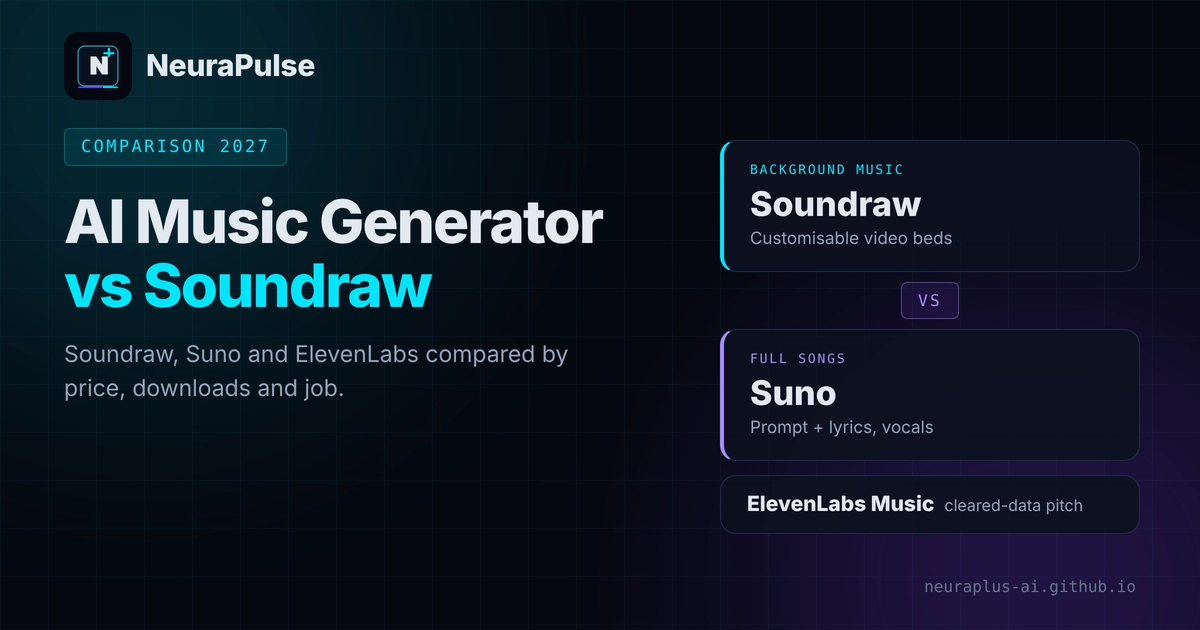 N+
NeuraPulse
COMPARISON 2027
AI Music Generator
vs Soundraw
Soundraw, Suno and ElevenLabs compared by
price, downloads and job.
BACKGROUND MUSIC
Soundraw
Customisable video beds
VS
FULL SONGS
Suno
Prompt + lyrics, vocals
ElevenLabs Music cleared-data pitch
neuraplus-ai.github.io